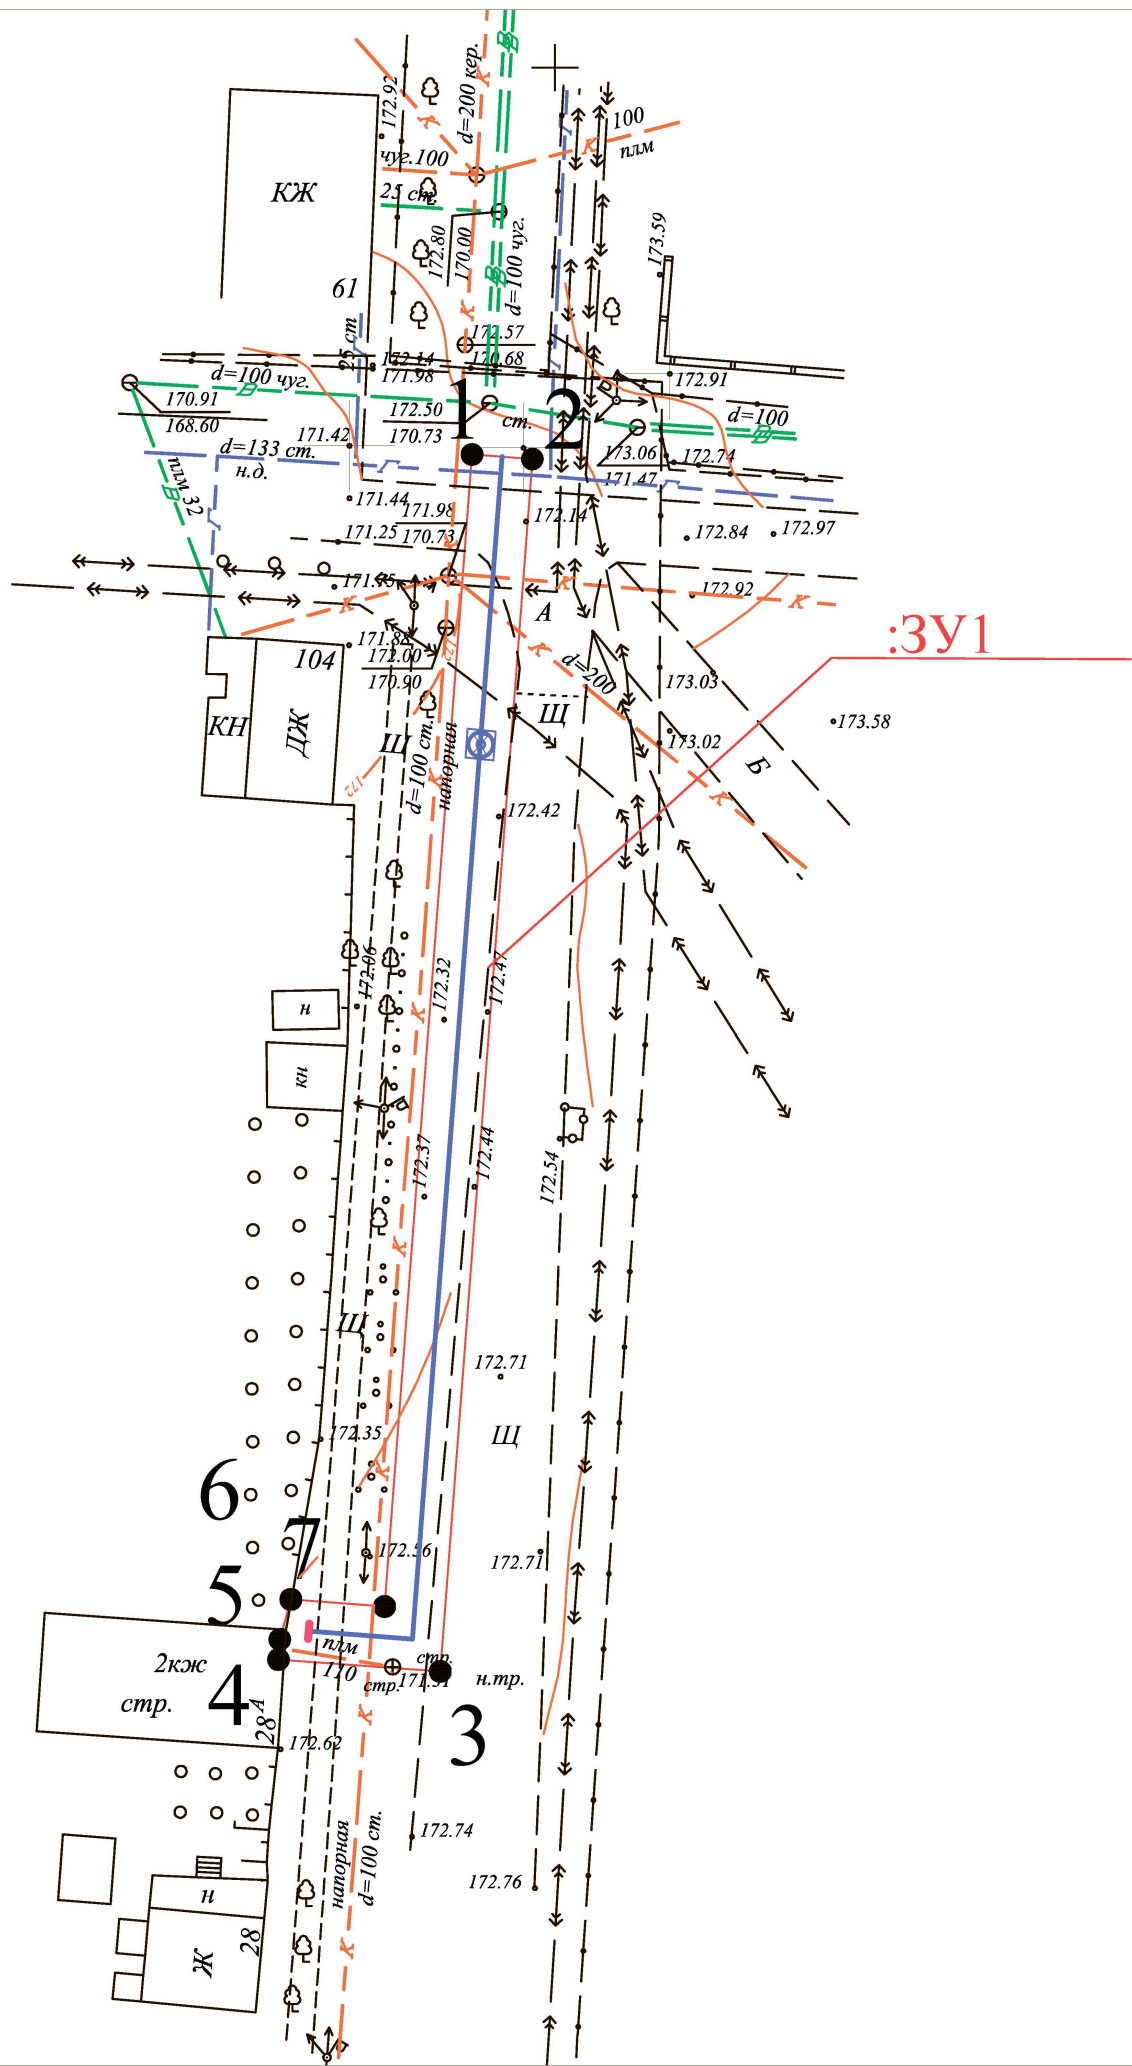 172.92
d=200 кер.
К
В
В
К
Г
100
К
плм
чуг.100
25 ст.
КЖ
172.80
170.00
d=100 чуг.
В
173.59
61
К
25 ст
Г
172.57
170.68
172.14
171.98
d=100 чуг.
В
172.91
170.91
168.60
172.50
170.73
1
ст.
2
d=100
В
171.42
d=133 ст.
н.д.
Г
173.06
172.74
171.47
Г
плм 32
В
Г
171.44
171.98
171.25
170.73
К
172.14
172.84
172.97
171.75
К
К
172.92
К
А
:ЗУ1
171.88
104
172.00
170.90
172
К
d=200
173.03
КН
ДЖ
Щ
d=100 ст.
напорная
К
Щ
173.58
173.02
Б
172
К
172.42
172.06
172.32
172.47
н
К
кн
172.37
172.44
172.54
К
Щ
172.71
172.35
Щ
К
6
7
172.56
172.71
5
плм
110
стр.
2кж
стр.
4
стр.
171.51
н.тр.
28А
К
3
172.62
172.74
напорная
d=100 ст.
172.76
н
28
К
Ж